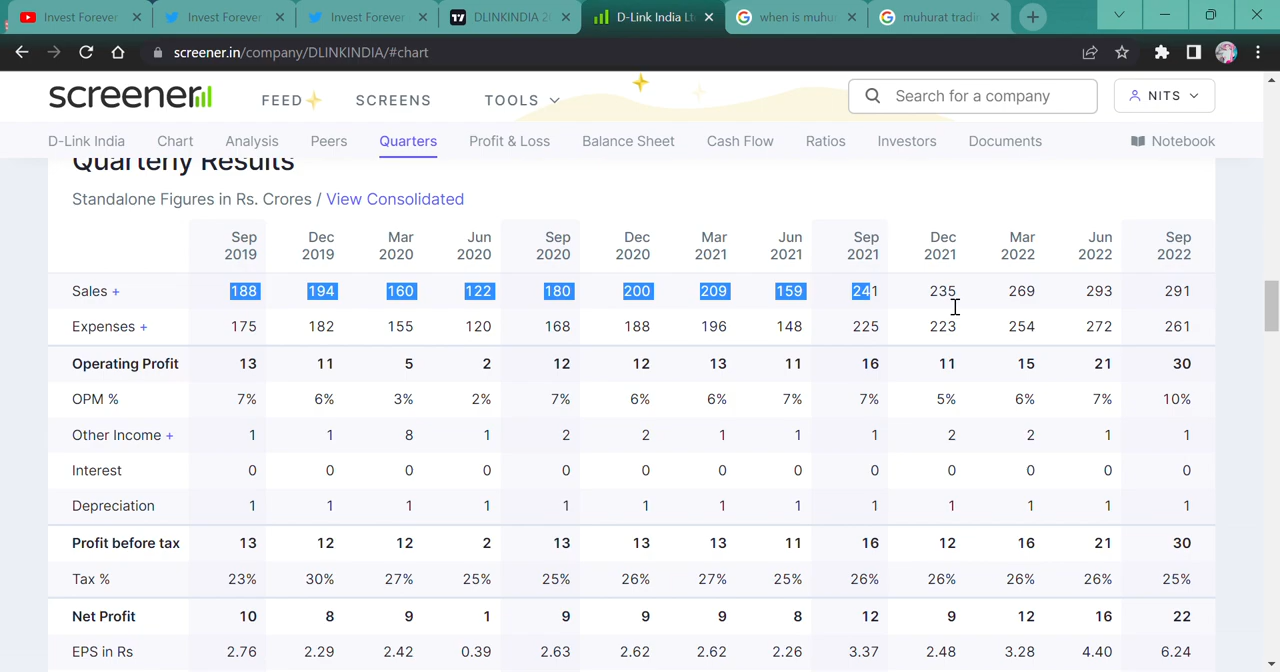 Invest Forever
Invest Forever
Invest Forever
DLINKINDIA 2
D-Link India Lt
when is muhu
muhurat tradi
screener.in/company/DLINKINDIA/#chart
screener
FEED
SCREENS
TOOLS
Search for a company
NITS
D-Link India
Chart
Analysis
Peers
Quarters
Profit & Loss
Balance Sheet
Cash Flow
Ratios
Investors
Documents
Notebook
Quarterly Results
Standalone Figures in Rs. Crores / View Consolidated
Sep 2019 Dec 2019 Mar 2020 Jun 2020 Sep 2020 Dec 2020 Mar 2021 Jun 2021 Sep 2021 Dec 2021 Mar 2022 Jun 2022 Sep 2022
Sales + 188 194 160 122 180 200 209 159 241 235 269 293 291
Expenses + 175 182 155 120 168 188 196 148 225 223 254 272 261
Operating Profit 13 11 5 2 12 12 13 11 16 11 15 21 30
OPM % 7% 6% 3% 2% 7% 6% 6% 7% 7% 5% 6% 7% 10%
Other Income + 1 1 8 1 2 2 1 1 1 2 2 1 1
Interest 0 0 0 0 0 0 0 0 0 0 0 0 0
Depreciation 1 1 1 1 1 1 1 1 1 1 1 1 1
Profit before tax 13 12 12 2 13 13 13 11 16 12 16 21 30
Tax % 23% 30% 27% 25% 25% 26% 27% 25% 26% 26% 26% 26% 25%
Net Profit 10 8 9 1 9 9 9 8 12 9 12 16 22
EPS in Rs 2.76 2.29 2.42 0.39 2.63 2.62 2.62 2.26 3.37 2.48 3.28 4.40 6.24